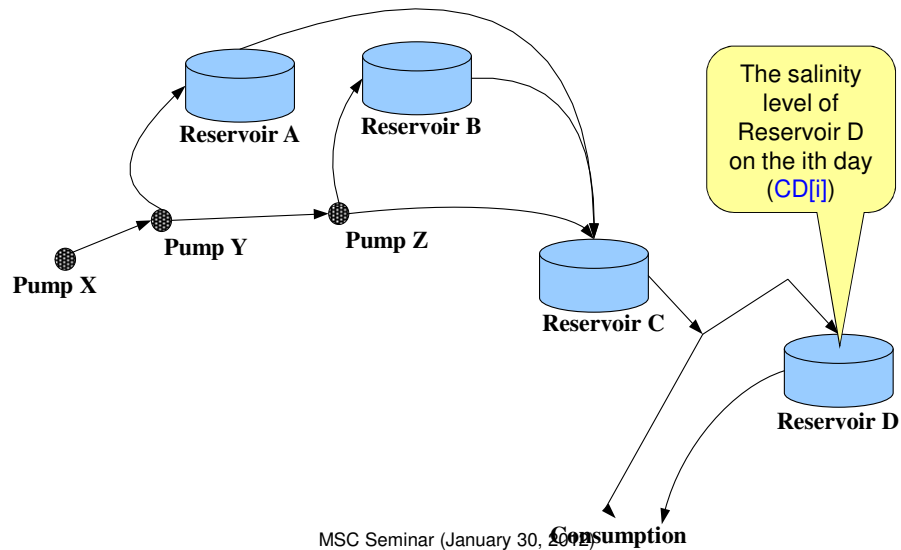 The salinity
level of
Reservoir D
on the ith day
(CD[i])
Reservoir A
Reservoir B
Pump Y
Pump Z
Pump X
Reservoir C
Reservoir D
Consumption
MSC Seminar (January 30, 2012)